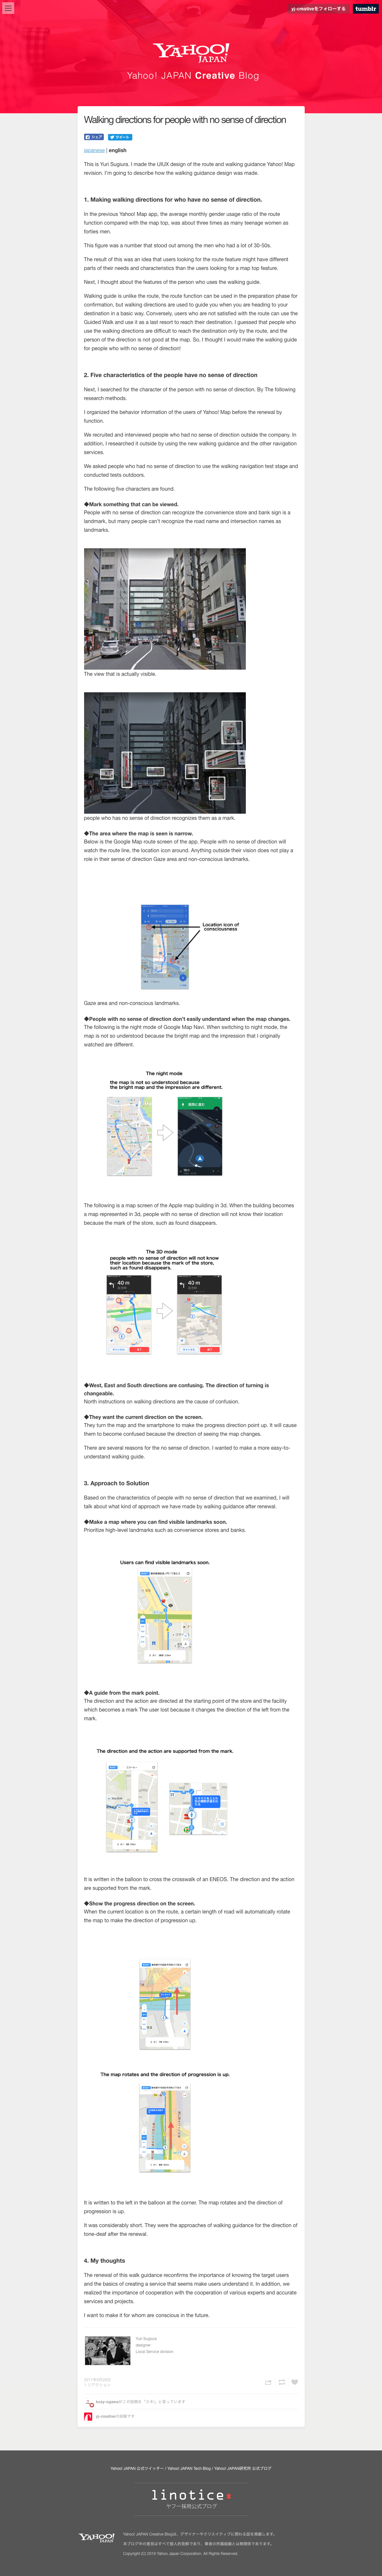 yj-creativeをフォローする
tumblr
YAHOO!
JAPAN
Yahoo! JAPAN Creative Blog
Walking directions for people with no sense of direction
シェア
ツイート
japanese | english
This is Yuri Sugiura. I made the UIUX design of the route and walking guidance Yahoo! Map
revision. I'm going to describe how the walking guidance design was made.
1. Making walking directions for who have no sense of direction.
In the previous Yahoo! Map app, the average monthly gender usage ratio of the route
function compared with the map top, was about three times as many teenage women as
forties men.
This figure was a number that stood out among the men who had a lot of 30-50s.
The result of this was an idea that users looking for the route feature might have different
parts of their needs and characteristics than the users looking for a map top feature.
Next, I thought about the features of the person who uses the walking guide.
Walking guide is unlike the route, the route function can be used in the preparation phase for
confirmation, but walking directions are used to guide you when you are heading to your
destination in a basic way. Conversely, users who are not satisfied with the route can use the
Guided Walk and use it as a last resort to reach their destination. I guessed that people who
use the walking directions are difficult to reach the destination only by the route, and the
direction of the person is not good at the map. So, I thought I would make the walking guide
for people who with no sense of direction!
2. Five characteristics of the people have no sense of direction
Next, I searched for the character of the person with no sense of direction. By The following
research methods.
I organized the behavior information of the users of Yahoo! Map before the renewal by
function.
We recruited and interviewed people who had no sense of direction outside the company. In
addition, I researched it outside by using the new walking guidance and the other navigation
services.
We asked people who had no sense of direction to use the walking navigation test stage and
conducted tests outdoors.
The following five characters are found.
◆Mark something that can be viewed.
People with no sense of direction can recognize the convenience store and bank sign is a
landmark, but many people can't recognize the road name and intersection names as
landmarks.
The view that is actually visible.
people who has no sense of direction recognizes them as a mark.
◆The area where the map is seen is narrow.
Below is the Google Map route screen of the app. People with no sense of direction will
watch the route line, the location icon around. Anything outside their vision does not play a
role in their sense of direction Gaze area and non-conscious landmarks.
Location icon of
consciousness
Gaze area and non-conscious landmarks.
◆People with no sense of direction don't easily understand when the map changes.
The following is the night mode of Google Map Navi. When switching to night mode, the
map is not so understood because the bright map and the impression that I originally
watched are different.
The night mode
the map is not so understood because
the bright map and the impression are different.
The following is a map screen of the Apple map building in 3d. When the building becomes
a map represented in 3d, people with no sense of direction will not know their location
because the mark of the store, such as found disappears.
The 3D mode
people with no sense of direction will not know
their location because the mark of the store,
such as found disappears.
40 m
40 m
終了
終了
◆West, East and South directions are confusing. The direction of turning is
changeable.
North instructions on walking directions are the cause of confusion.
◆They want the current direction on the screen.
They turn the map and the smartphone to make the progress direction point up. It will cause
them to become confused because the direction of seeing the map changes.
There are several reasons for the no sense of direction. I wanted to make a more easy-to-
understand walking guide.
3. Approach to Solution
Based on the characteristics of people with no sense of direction that we examined, I will
talk about what kind of approach we have made by walking guidance after renewal.
◆Make a map where you can find visible landmarks soon.
Prioritize high-level landmarks such as convenience stores and banks.
Users can find visible landmarks soon.
◆A guide from the mark point.
The direction and the action are directed at the starting point of the store and the facility
which becomes a mark The user lost because it changes the direction of the left from the
mark.
The direction and the action are supported from the mark.
It is written in the balloon to cross the crosswalk of an ENEOS. The direction and the action
are supported from the mark.
◆Show the progress direction on the screen.
When the current location is on the route, a certain length of road will automatically rotate
the map to make the direction of progression up.
The map rotates and the direction of progression is up.
It is written to the left in the balloon at the corner. The map rotates and the direction of
progression is up.
It was considerably short. They were the approaches of walking guidance for the direction of
tone-deaf after the renewal.
4. My thoughts
The renewal of this walk guidance reconfirms the importance of knowing the target users
and the basics of creating a service that seems make users understand it. In addition, we
realized the importance of cooperation with the cooperation of various experts and accurate
services and projects.
I want to make it for whom are conscious in the future.
Yuri Sugiura
designer
Local Service division
Yahoo! JAPAN 公式ツイッター / Yahoo! JAPAN Tech Blog / Yahoo! JAPAN研究所 公式ブログ
linotice
ヤフー採用公式ブログ
YAHOO!
JAPAN
Yahoo! JAPAN Creative Blogは、デザイナーやクリエイティブに関わる話を掲載します。